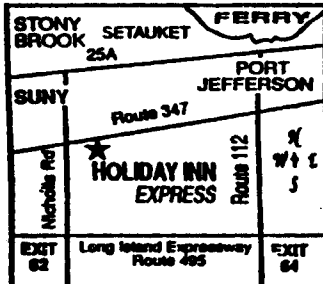 FERRY
STONY
BROOK
SETAUKET
25A
PORT
JEFFERSON
SUNY
Route 347
Nicholls Rd
HOLIDAY INN
EXPRESS
Route 112
N
W E
S
EXIT
62
Long Island Expressway
Route 495
EXIT
64